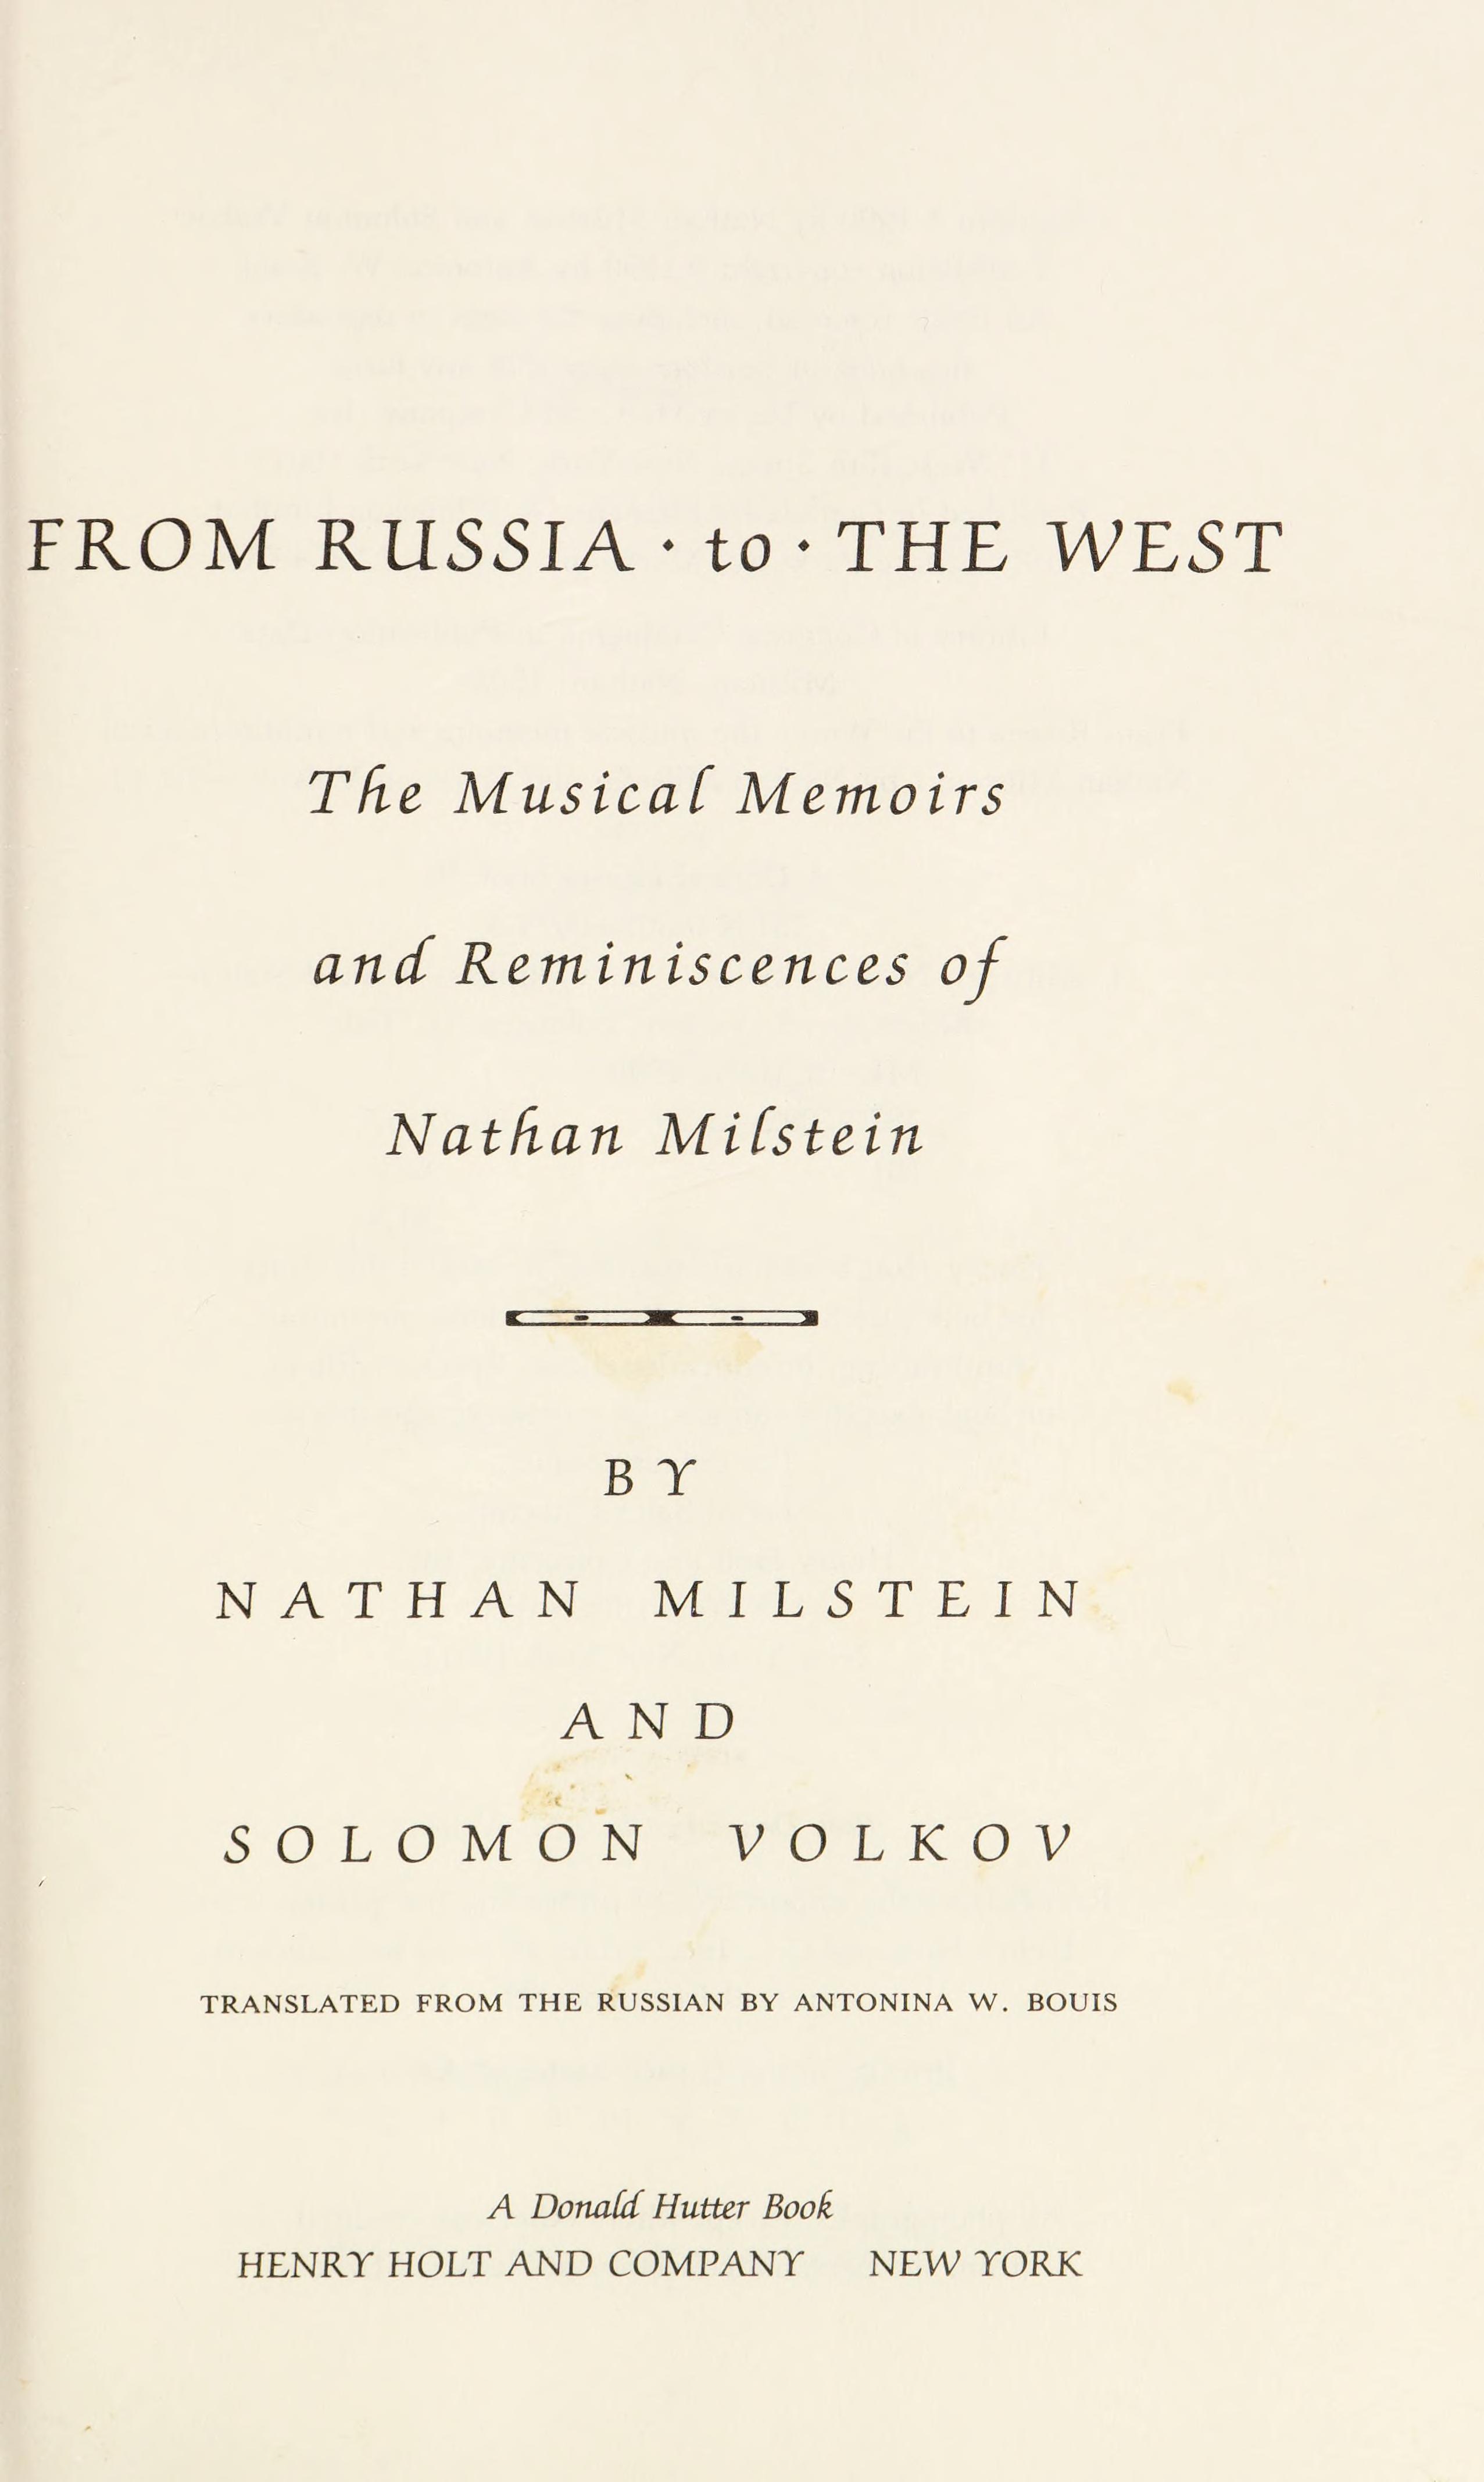 FROM RUSSIA · to · THE WEST
The Musical Memoirs
and Reminiscences of
Nathan Milstein
BY
NATHAN MILSTEIN
AND
SOLOMON VOLKOV
TRANSLATED FROM THE RUSSIAN BY ANTONINA W. BOUIS
A Donald Hutter Book
HENRY HOLT AND COMPANY NEW YORK